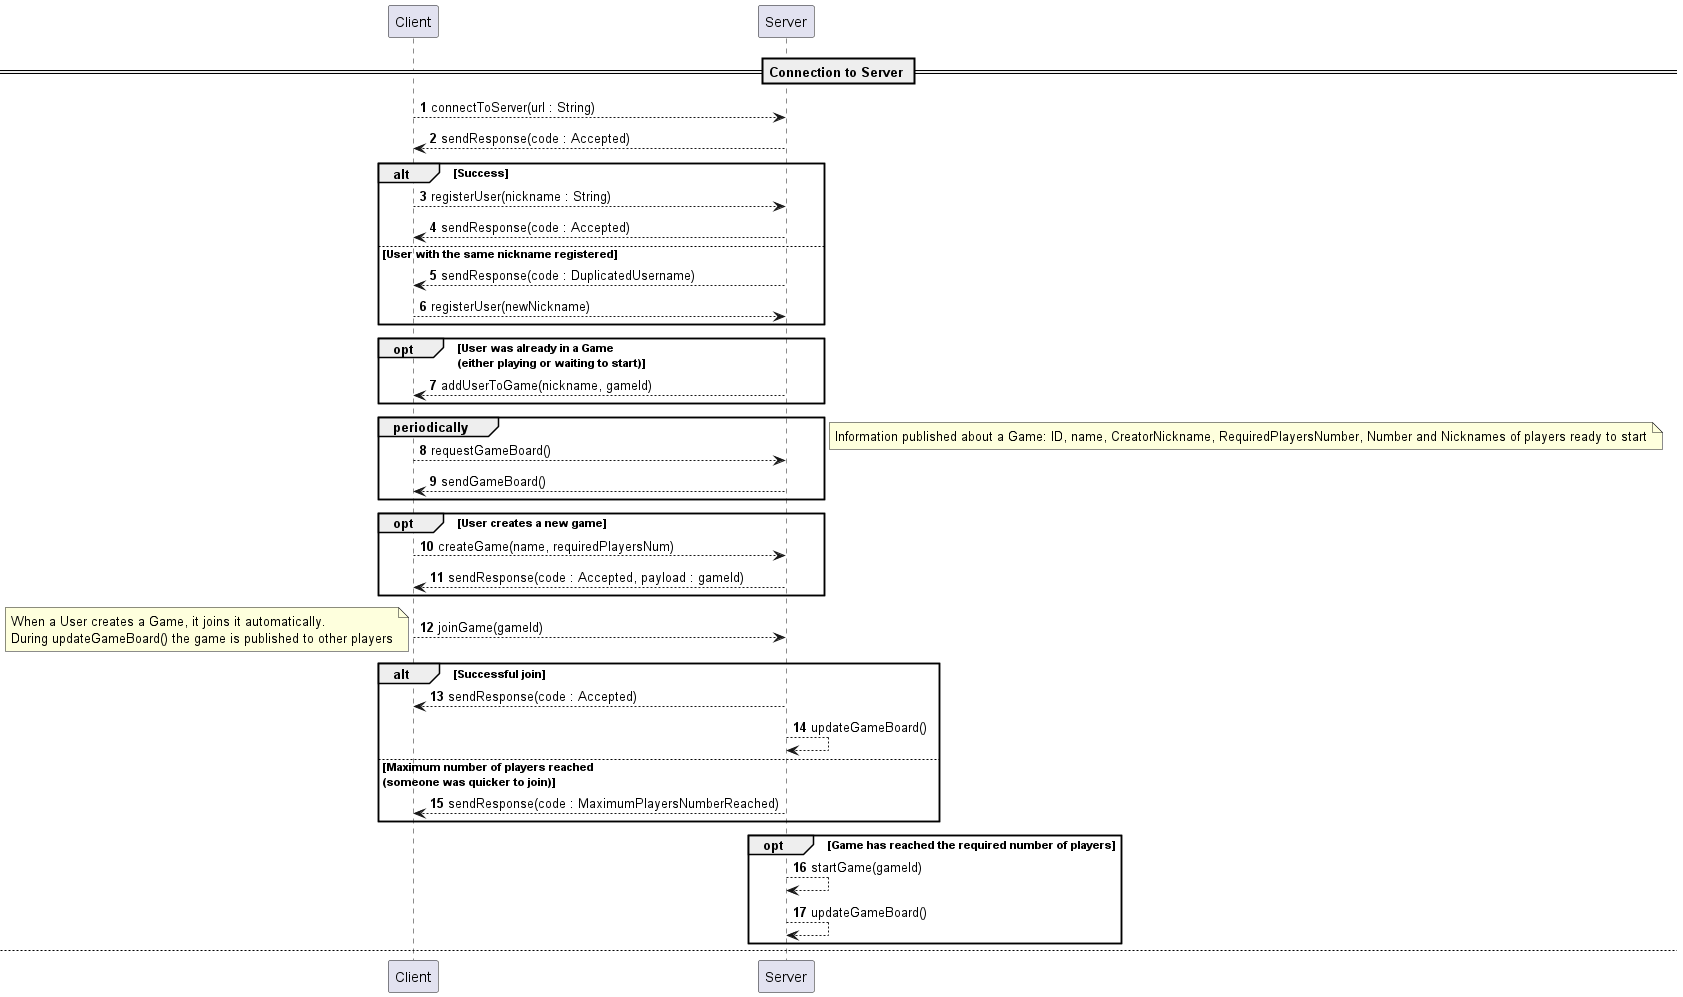 Client
Server
Connection to Server
1 connectToServer(url : String)
2 sendResponse(code : Accepted)
alt
[Success]
3 registerUser(nickname : String)
4 sendResponse(code : Accepted)
[User with the same nickname registered]
5 sendResponse(code : DuplicatedUsername)
6 registerUser(newNickname)
opt
[User was already in a Game
(either playing or waiting to start)]
7 addUserToGame(nickname, gameId)
periodically
Information published about a Game: ID, name, CreatorNickname, RequiredPlayersNumber, Number and Nicknames of players ready to start
8 requestGameBoard()
9 sendGameBoard()
opt
[User creates a new game]
10 createGame(name, requiredPlayersNum)
11 sendResponse(code : Accepted, payload : gameId)
When a User creates a Game, it joins it automatically.
During updateGameBoard() the game is published to other players
12 joinGame(gameId)
alt
[Successful join]
13 sendResponse(code : Accepted)
14 updateGameBoard()
[Maximum number of players reached
(someone was quicker to join)]
15 sendResponse(code : MaximumPlayersNumberReached)
opt
[Game has reached the required number of players]
16 startGame(gameId)
17 updateGameBoard()
Client
Server